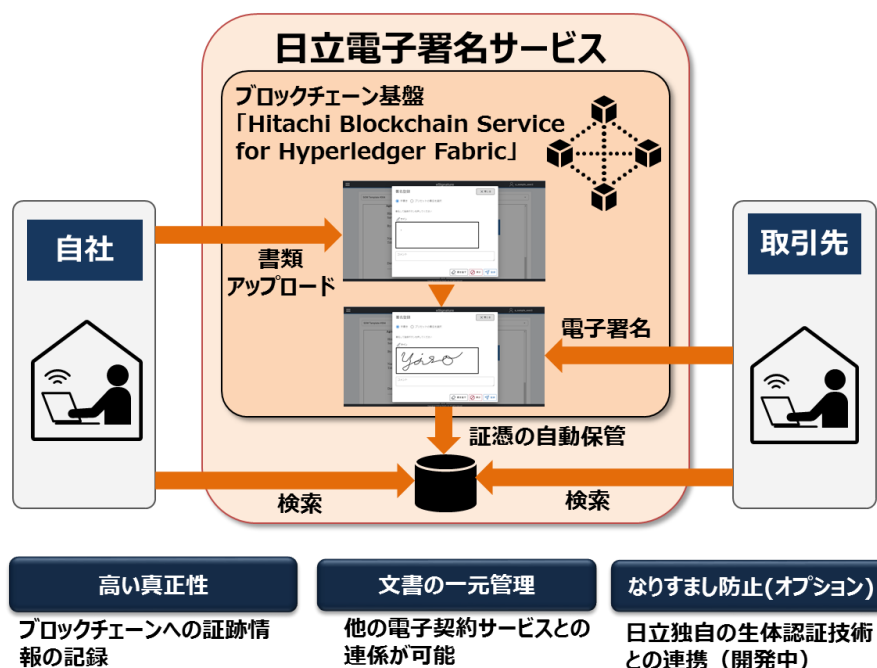 日立電子署名サービス
ブロックチェーン基盤
「Hitachi Blockchain Service
for Hyperledger Fabric」
自社
取引先
書類
アップロード
電子署名
証憑の自動保管
検索
検索
高い真正性
ブロックチェーンへの証跡情
報の記録
文書の一元管理
他の電子契約サービスとの
連係が可能
なりすまし防止(オプション)
日立独自の生体認証技術
との連携（開発中）